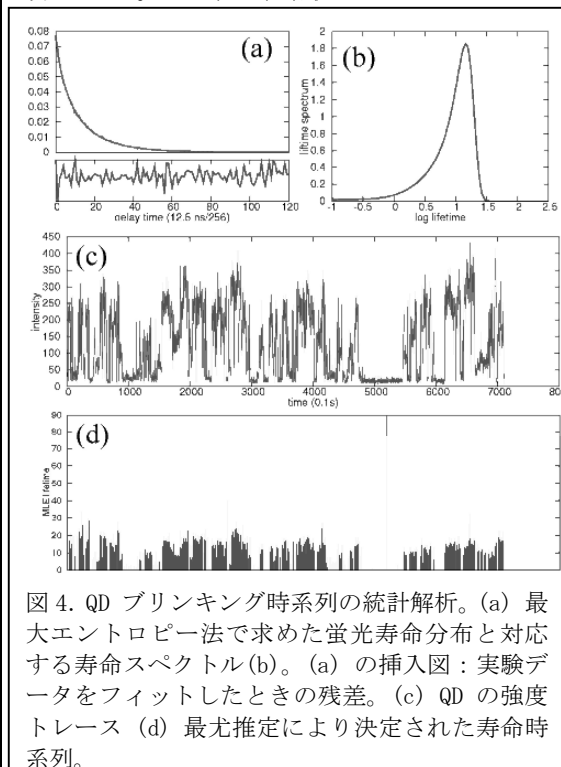 (a)
0.08
0.07
0.06
0.05
0.04
0.03
0.02
0.01
0
0 20 40 60 80 100 120
delay time (12.5 ns/256)
(b)
2
1.8
1.6
1.4
1.2
1
0.8
0.6
0.4
0.2
0
lifetime spectrum
-1 -0.5 0 0.5 1 1.5 2 2.5
log lifetime
(c)
450
400
350
300
250
200
150
100
50
0
intensity
0 1000 2000 3000 4000 5000 6000 7000 80
time (0.1s)
(d)
90
80
70
60
50
40
30
20
10
0
図 4. QD ブリンキング時系列の統計解析。(a) 最
大エントロピー法で求めた蛍光寿命分布と対応
する寿命スペクトル(b)。(a) の挿入図：実験デ
ータをフィットしたときの残差。(c) QD の強度
トレース (d) 最尤推定により決定された寿命時
系列。